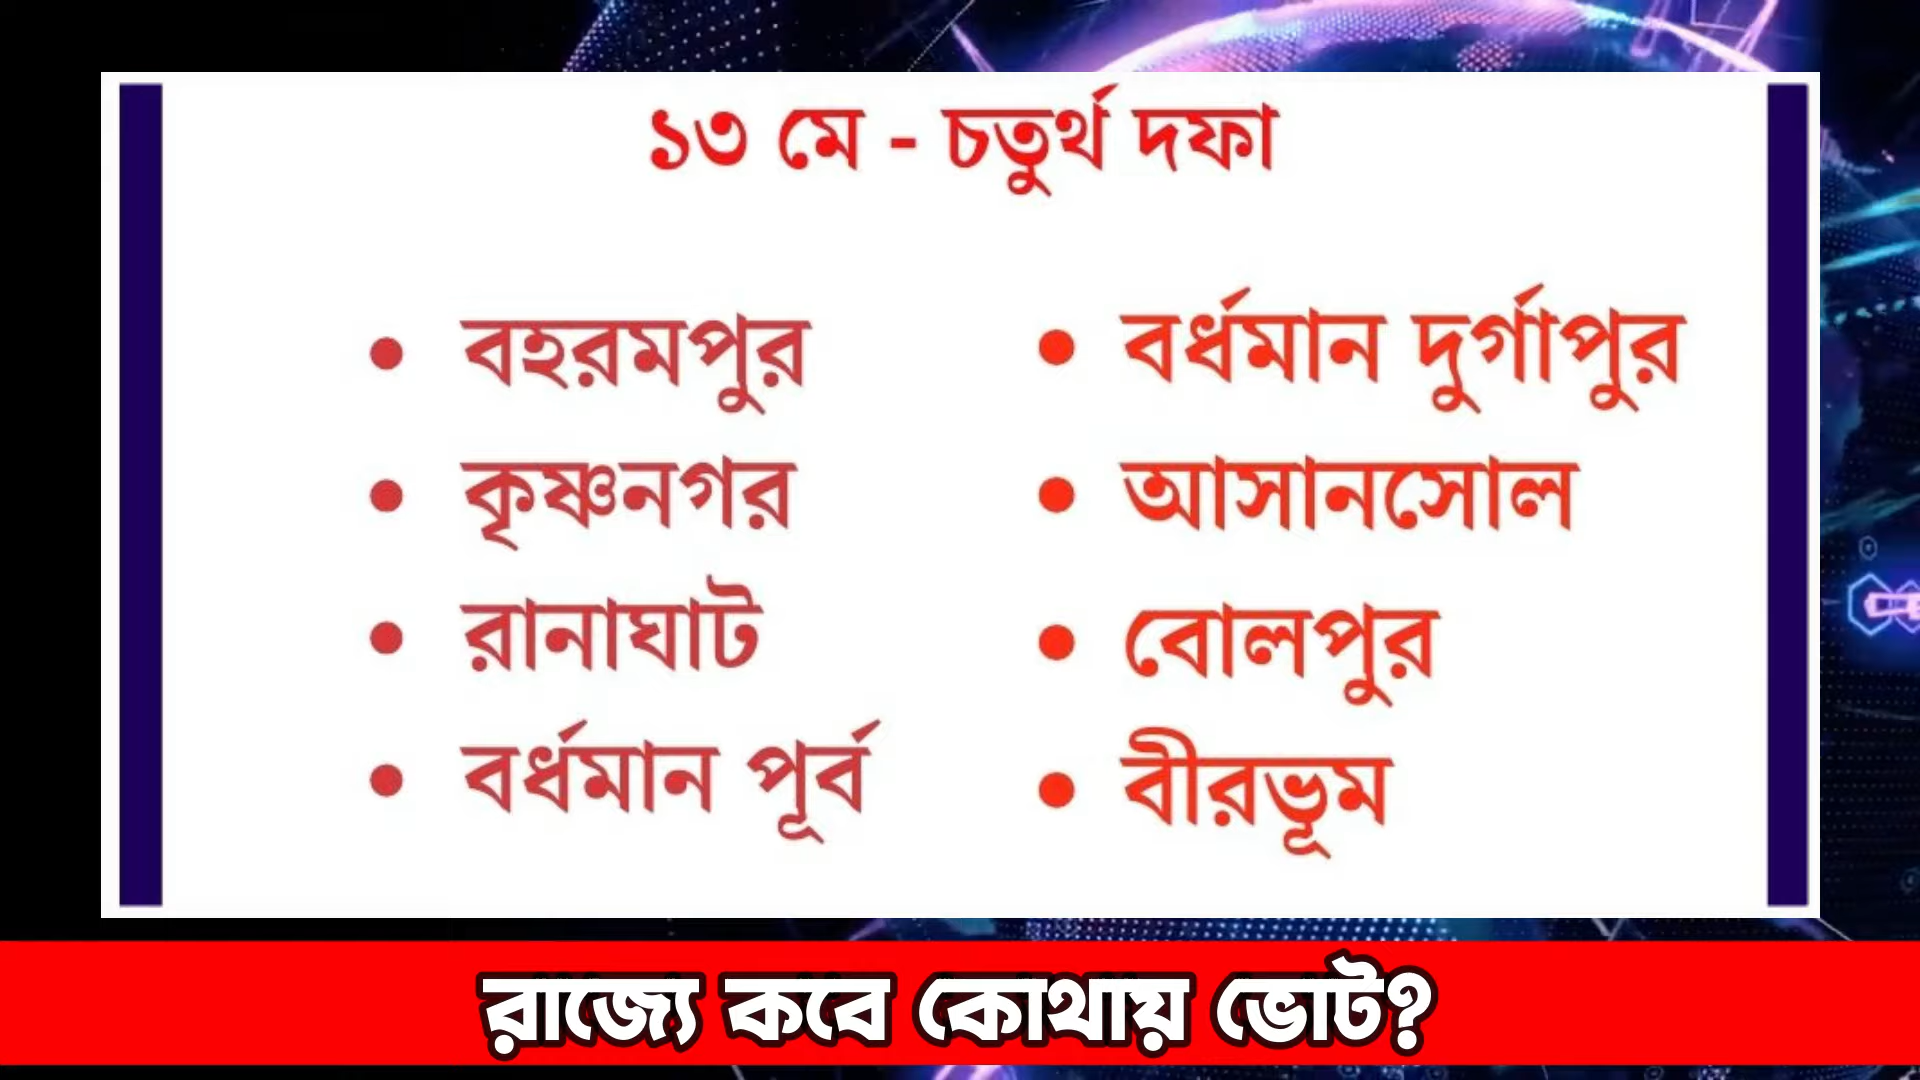 ১৩ মে - চতুর্থ দফা
• বহরমপুর
• কৃষ্ণনগর
• রানাঘাট
• বর্ধমান পূর্ব
• বর্ধমান দুর্গাপুর
• আসানসোল
• বোলপুর
• বীরভূম
রাজ্যে কবে কোথায় ভোট?